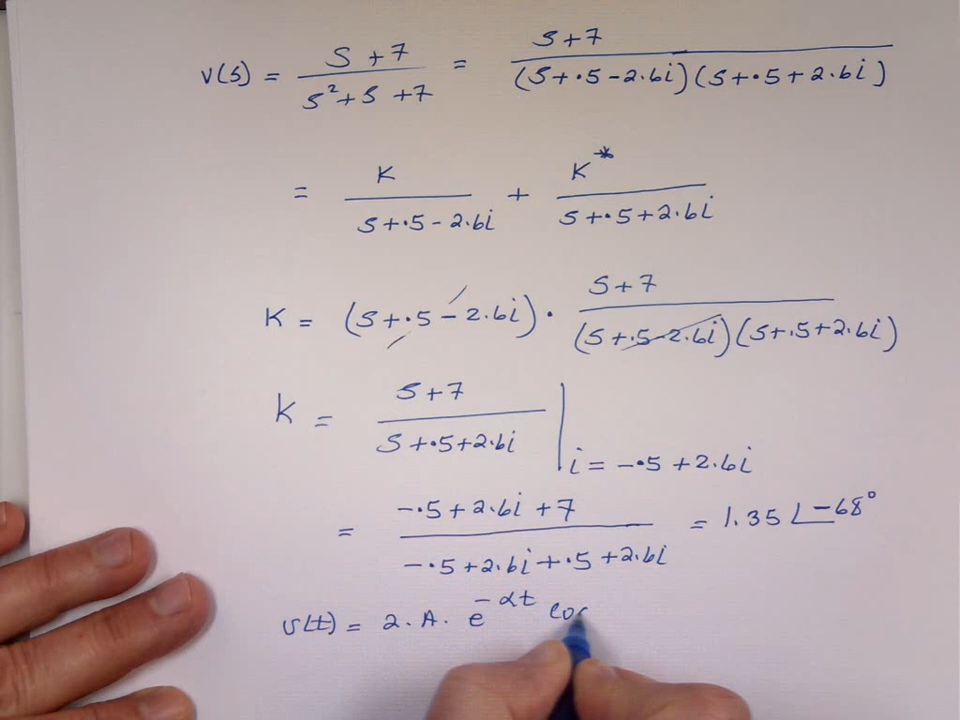 v(s) = S + 7 / s² + s + 7 = S + 7 / (S + .5 - 2.6i) (S + .5 + 2.6i)
= K / S + .5 - 2.6i + K* / S + .5 + 2.6i
K = (S + .5 - 2.6i) · S + 7 / (S + .5 - 2.6i) (S + .5 + 2.6i)
K = S + 7 / S + .5 + 2.6i | i = -.5 + 2.6i
= -.5 + 2.6i + 7 / -.5 + 2.6i + .5 + 2.6i = 1.35 ∠-68°
v(t) = 2. A. e^-αt cos